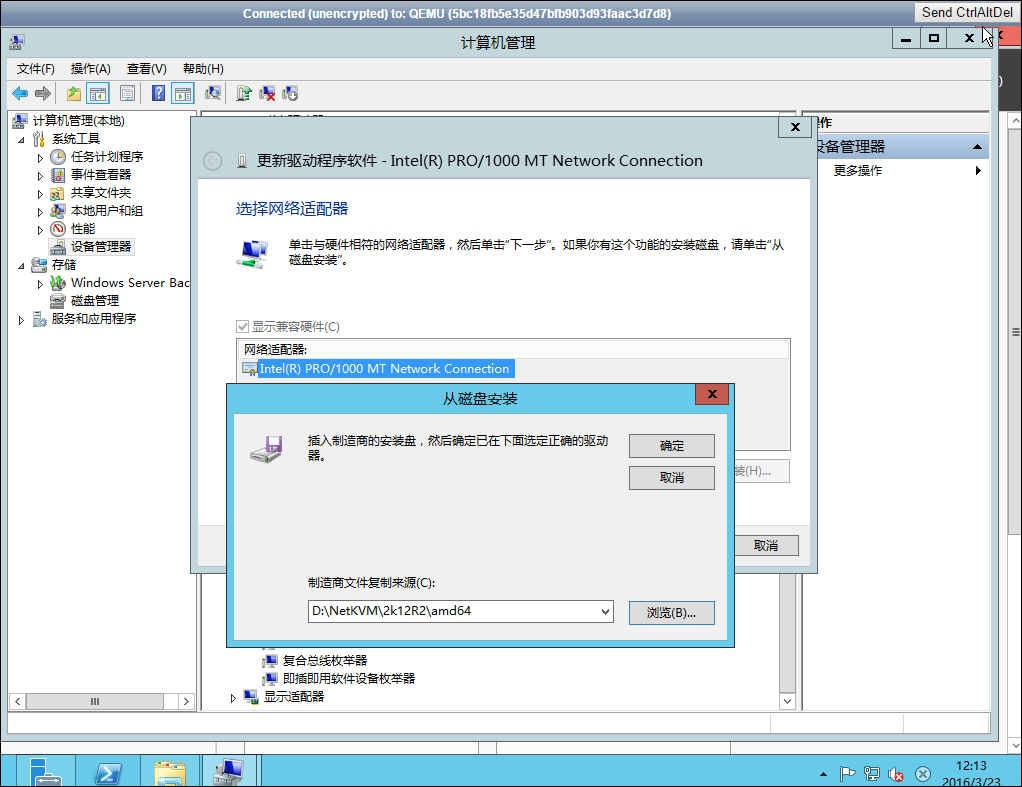 Connected (unencrypted) to: QEMU (5bc18fb5e35d47bfb903d93faac3d7d8)
Send CtrlAltDel
计算机管理
文件(F) 操作(A) 查看(V) 帮助(H)
计算机管理(本地)
系统工具
任务计划程序
事件查看器
共享文件夹
本地用户和组
性能
设备管理器
存储
Windows Server Bac
磁盘管理
服务和应用程序
作
设备管理器
更多操作
更新驱动程序软件 - Intel(R) PRO/1000 MT Network Connection
选择网络适配器
单击与硬件相符的网络适配器，然后单击“下一步”。如果你有这个功能的安装磁盘，请单击“从
磁盘安装”。
显示兼容硬件(C)
网络适配器:
Intel(R) PRO/1000 MT Network Connection
装(H)...
取消
从磁盘安装
插入制造商的安装盘，然后确定已在下面选定正确的驱动
器。
确定
取消
制造商文件复制来源(C):
D:\NetKVM\2k12R2\amd64
浏览(B)...
复合总线枚举器
即插即用软件设备枚举器
显示适配器
12:13
2016/3/23